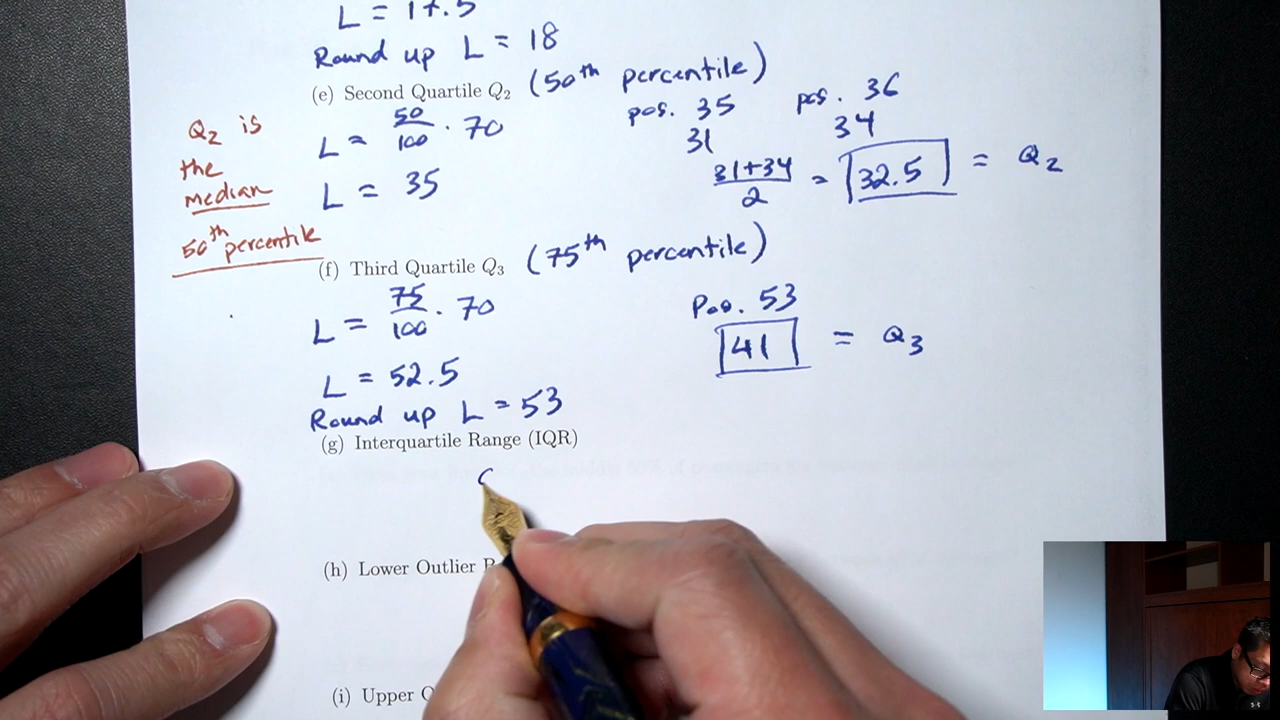 L = 17.5
Round up L = 18
(e) Second Quartile Q₂ (50th percentile)
L = 50/100 · 70
L = 35
pos. 35 pos. 36
31 34
31+34/2 = 32.5 = Q₂
Q₂ is
the
median
50th percentile
(f) Third Quartile Q₃ (75th percentile)
L = 75/100 · 70
L = 52.5
Round up L = 53
Pos. 53
41 = Q₃
(g) Interquartile Range (IQR)
(h) Lower Outlier
(i) Upper